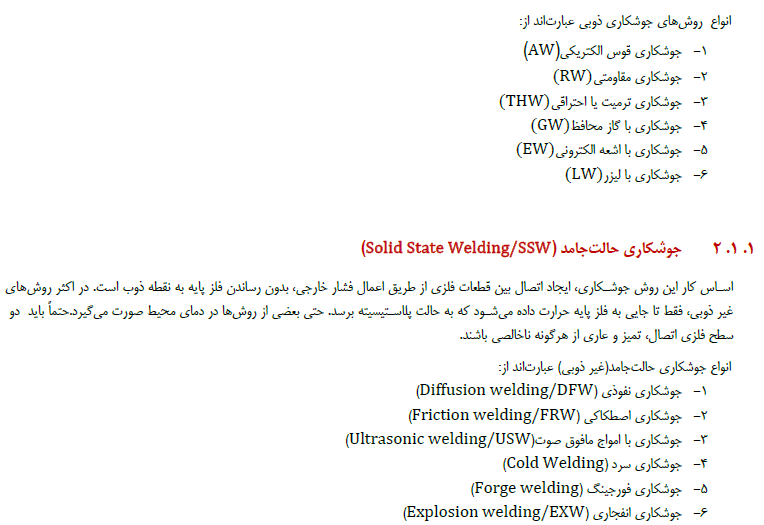 انواع روش‌های جوشکاری ذوبی عبارت‌اند از:
۱- جوشکاری قوس الکتریکی(AW)
۲- جوشکاری مقاومتی (RW)
۳- جوشکاری ترمیت یا احتراقی (THW)
۴- جوشکاری با گاز محافظ(GW)
۵- جوشکاری با اشعه الکترونی(EW)
۶- جوشکاری با لیزر(LW)
۲.۱.۱ جوشکاری حالت‌جامد (Solid State Welding/SSW)
اساس کار این روش جوشکاری، ایجاد اتصال بین قطعات فلزی از طریق اعمال فشار خارجی، بدون رساندن فلز پایه به نقطه ذوب است. در اکثر روش‌های
غیر ذوبی، فقط تا جایی به فلز پایه حرارت داده می‌شود که به حالت پلاستیسیته برسد. حتی بعضی از روش‌ها در دمای محیط صورت می‌گیرد.حتماً باید دو
سطح فلزی اتصال، تمیز و عاری از هرگونه ناخالصی باشند.
انواع جوشکاری حالت‌جامد(غیر ذوبی) عبارت‌اند از:
۱- جوشکاری نفوذی (Diffusion welding/DFW)
۲- جوشکاری اصطکاکی (Friction welding/FRW)
۳- جوشکاری با امواج مافوق صوت(Ultrasonic welding/USW)
۴- جوشکاری سرد (Cold Welding)
۵- جوشکاری فورجینگ (Forge welding)
۶- جوشکاری انفجاری (Explosion welding/EXW)